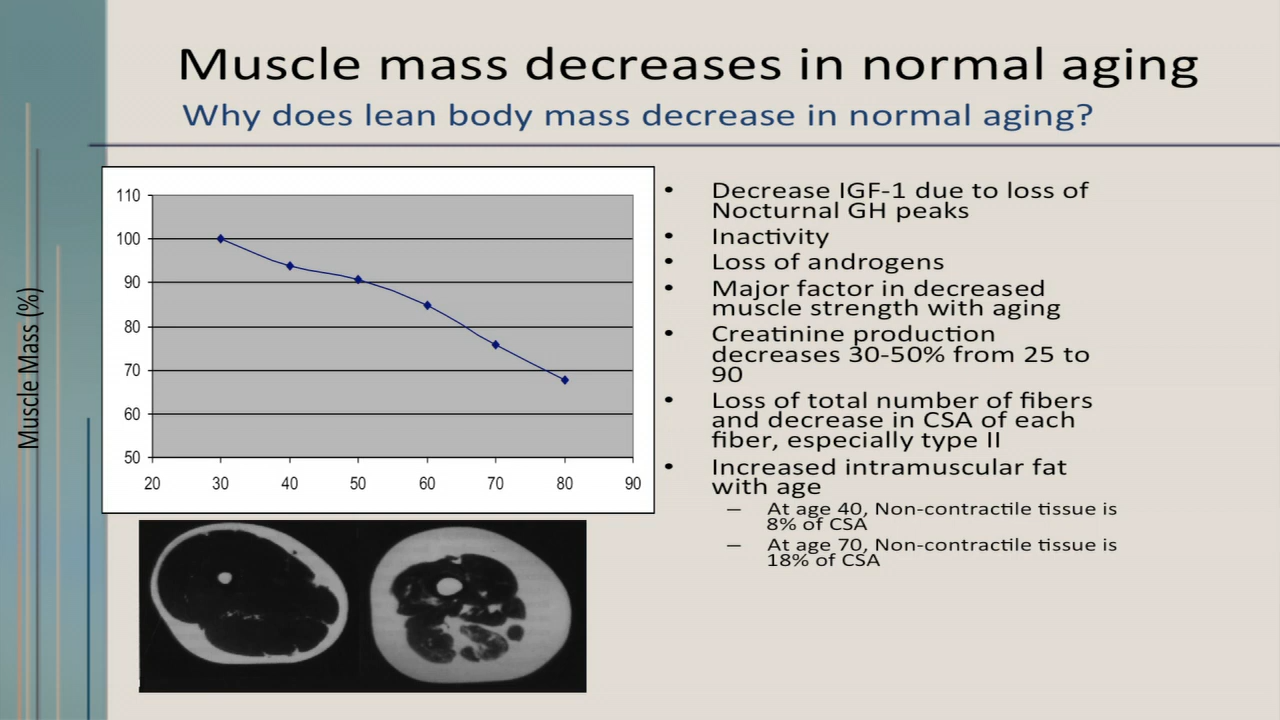 Muscle mass decreases in normal aging
Why does lean body mass decrease in normal aging?
Muscle Mass (%)
110
100
90
80
70
60
50
20 30 40 50 60 70 80 90
• Decrease IGF-1 due to loss of
Nocturnal GH peaks
• Inactivity
• Loss of androgens
• Major factor in decreased
muscle strength with aging
• Creatinine production
decreases 30-50% from 25 to
90
• Loss of total number of fibers
and decrease in CSA of each
fiber, especially type II
• Increased intramuscular fat
with age
– At age 40, Non-contractile tissue is
8% of CSA
– At age 70, Non-contractile tissue is
18% of CSA